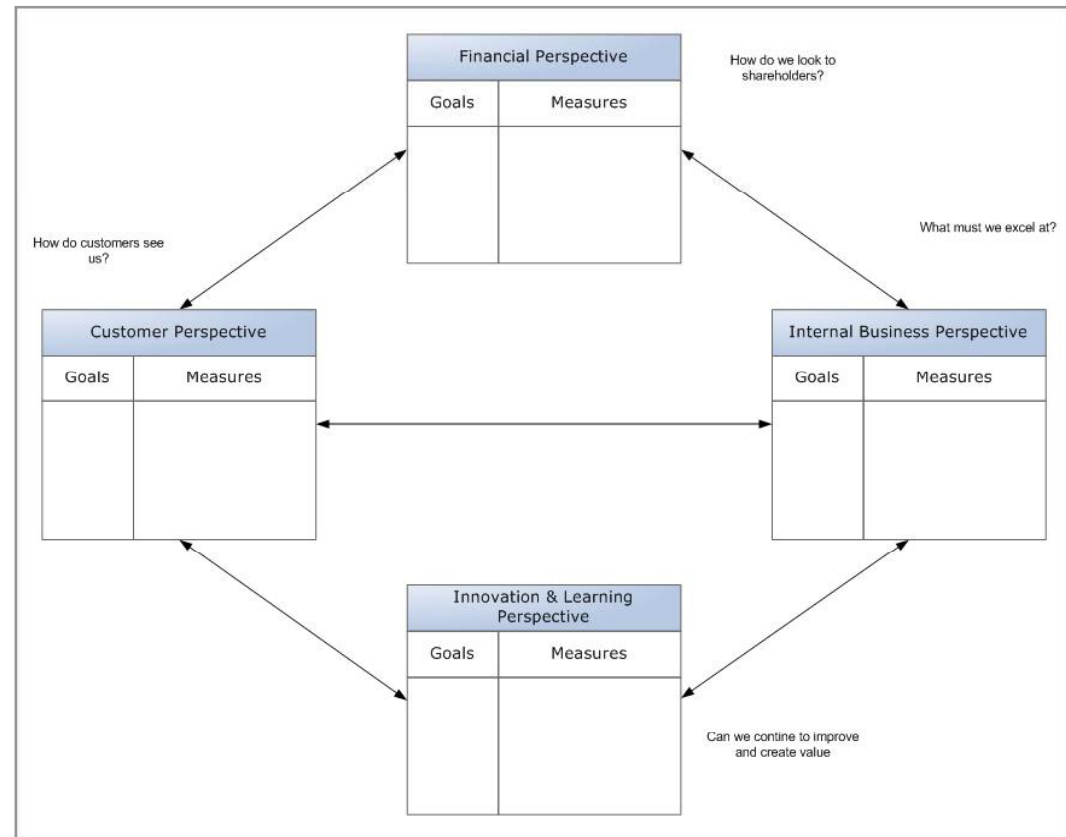 Financial Perspective
How do we look to
shareholders?
Goals
Measures
How do customers see
us?
What must we excel at?
Customer Perspective
Goals
Measures
Internal Business Perspective
Goals
Measures
Innovation & Learning
Perspective
Goals
Measures
Can we contine to improve
and create value